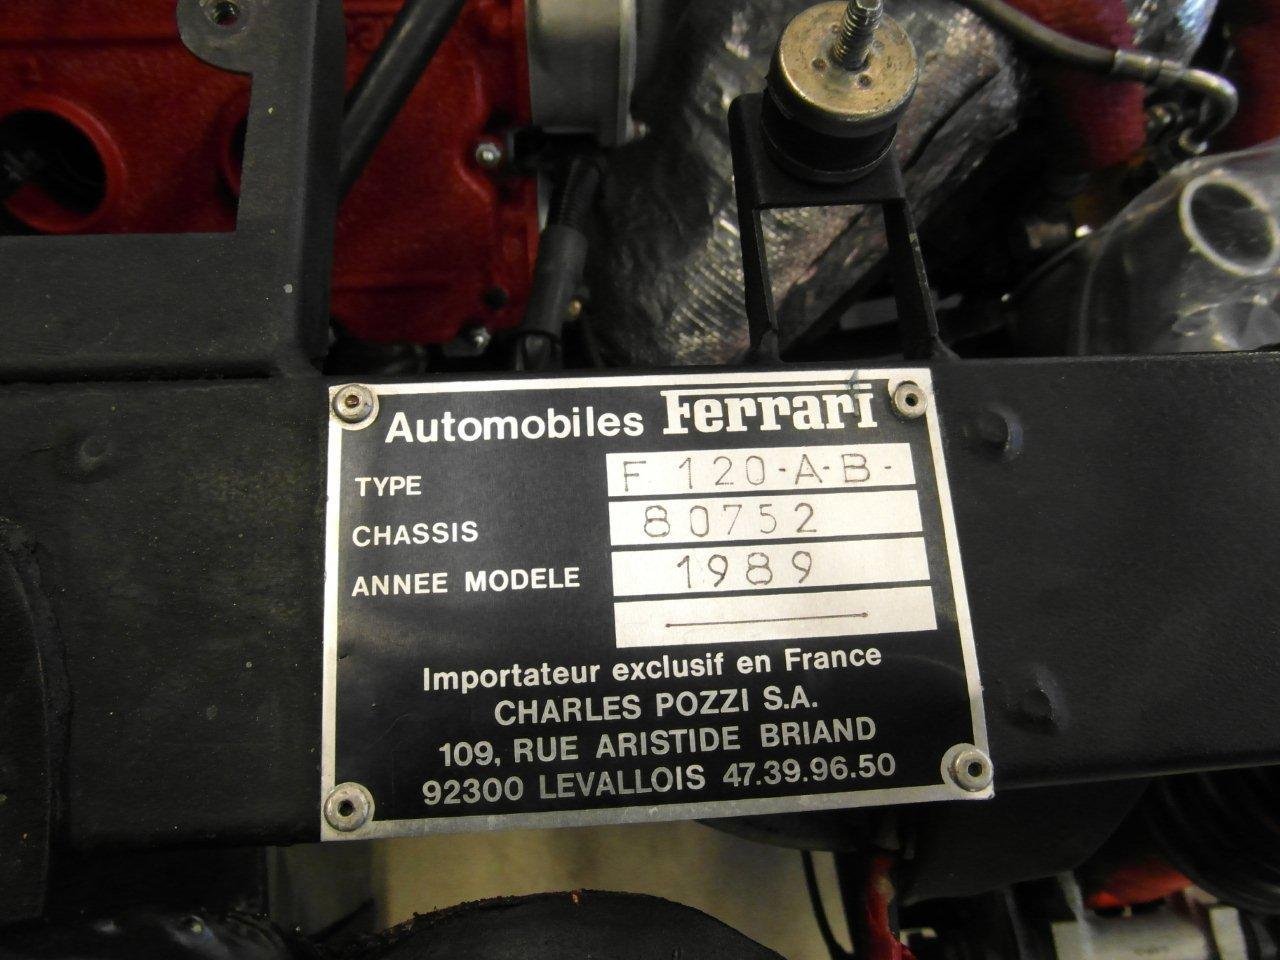 Automobiles Ferrari
TYPE F 120-A-B-
CHASSIS 80752
ANNEE MODELE 1989
Importateur exclusif en France
CHARLES POZZI S.A.
109, RUE ARISTIDE BRIAND
92300 LEVALLOIS 47.39.96.50